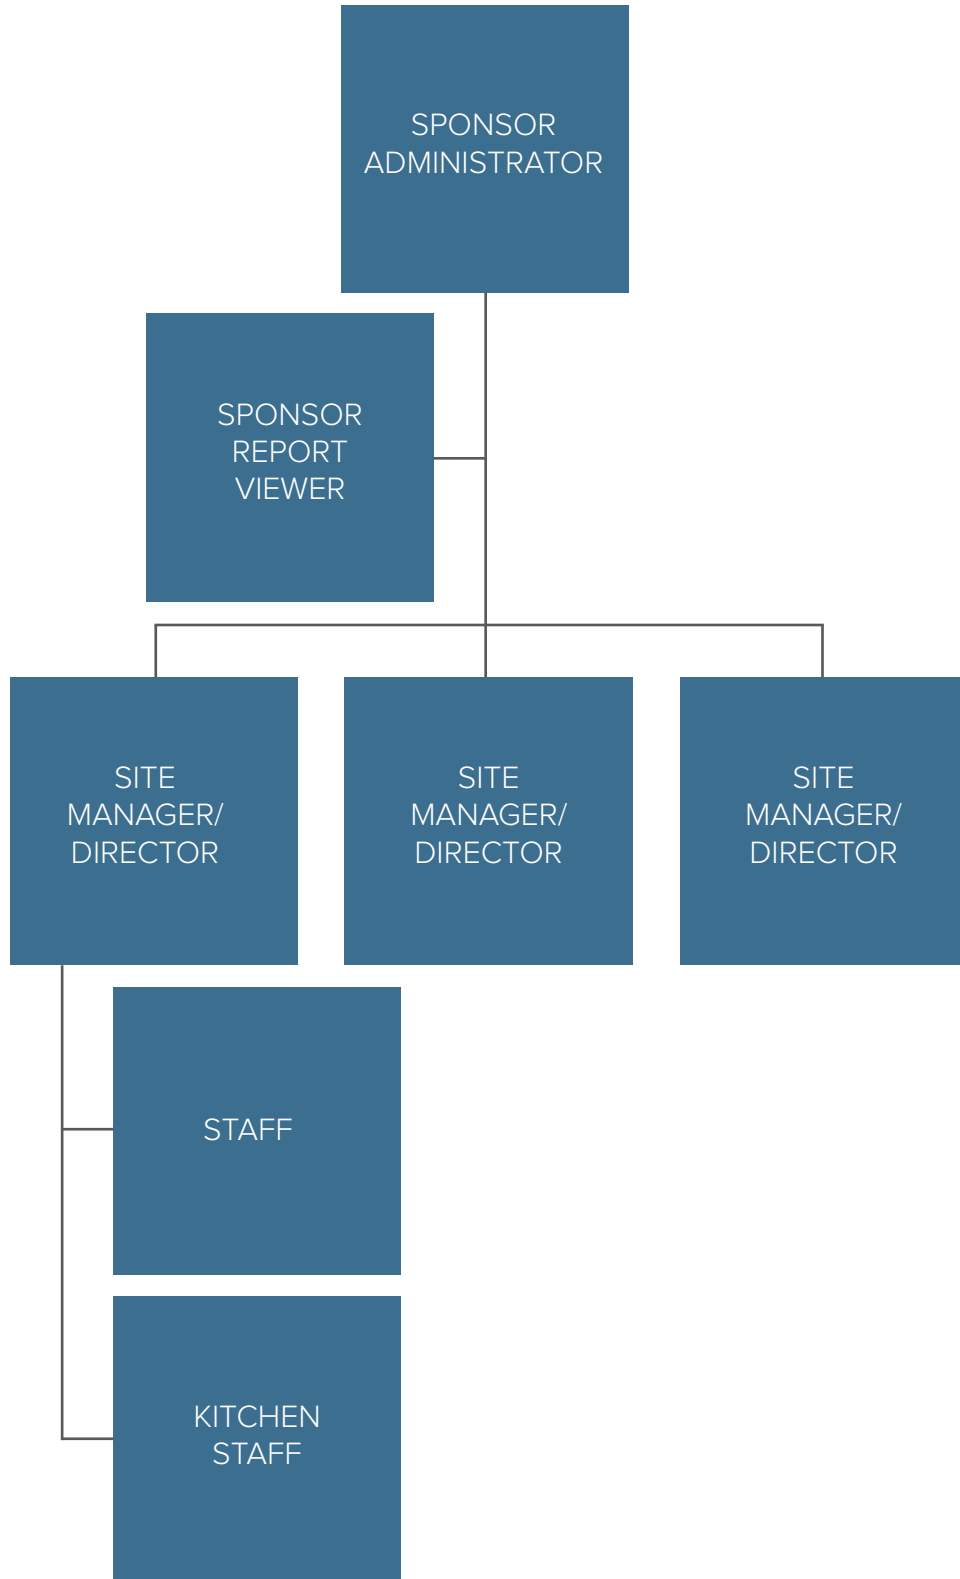 SPONSOR
ADMINISTRATOR
SPONSOR
REPORT
VIEWER
SITE
MANAGER/
DIRECTOR
SITE
MANAGER/
DIRECTOR
SITE
MANAGER/
DIRECTOR
STAFF
KITCHEN
STAFF